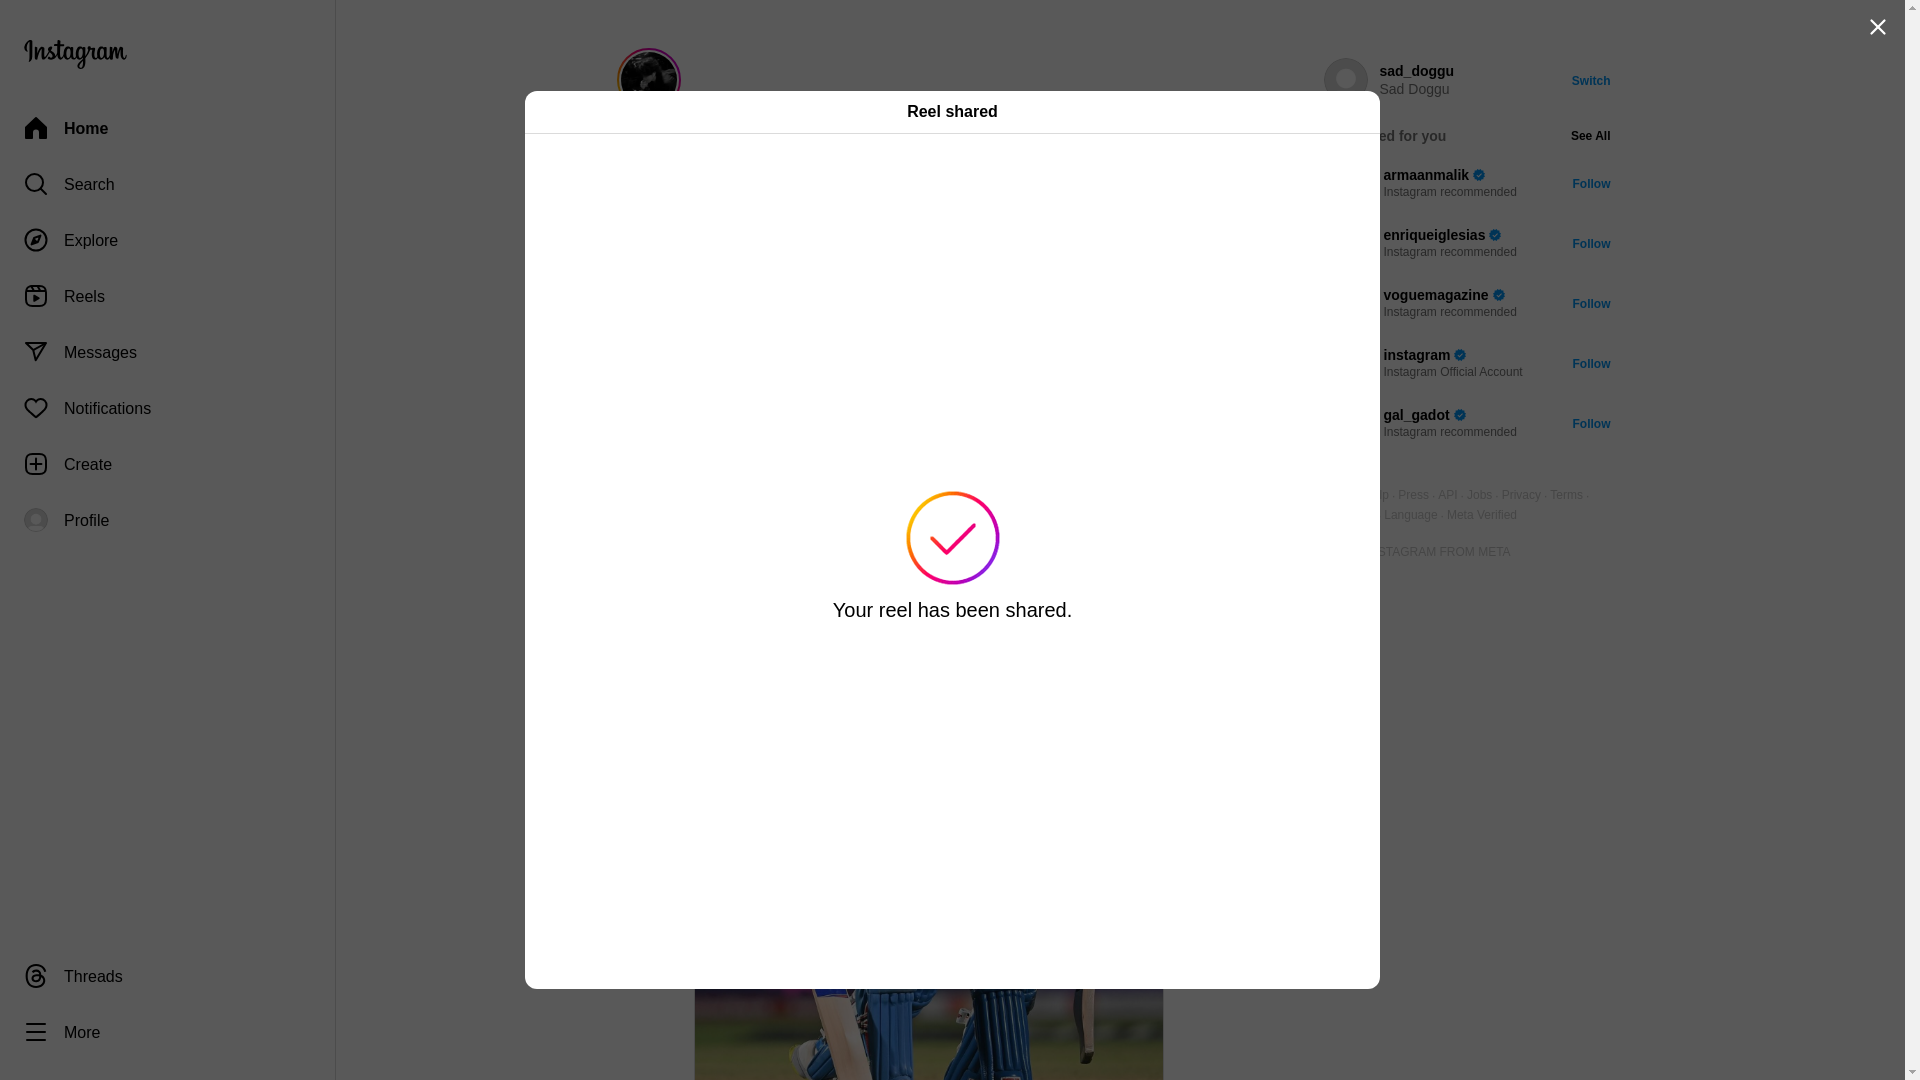 Instagram
Home
Search
Explore
Reels
Messages
Notifications
Create
Profile
Threads
More
Reel shared
Your reel has been shared.
sad_doggu
Sad Doggu
Switch
ed for you
See All
armaanmalik
Instagram recommended
Follow
enriqueiglesias
Instagram recommended
Follow
voguemagazine
Instagram recommended
Follow
instagram
Instagram Official Account
Follow
gal_gadot
Instagram recommended
Follow
p · Press · API · Jobs · Privacy · Terms ·
Language · Meta Verified
STAGRAM FROM META